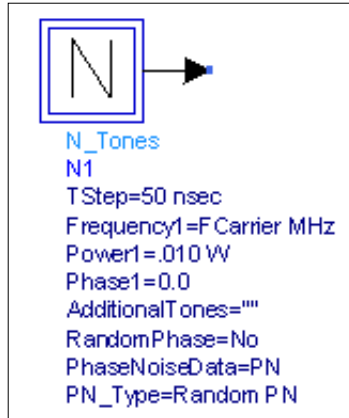 N
N_Tones
N1
TStep=50 nsec
Frequency1=FCarrier MHz
Power1=.010 W
Phase1=0.0
AdditionalTones=""
RandomPhase=No
PhaseNoiseData=PN
PN_Type=Random PN